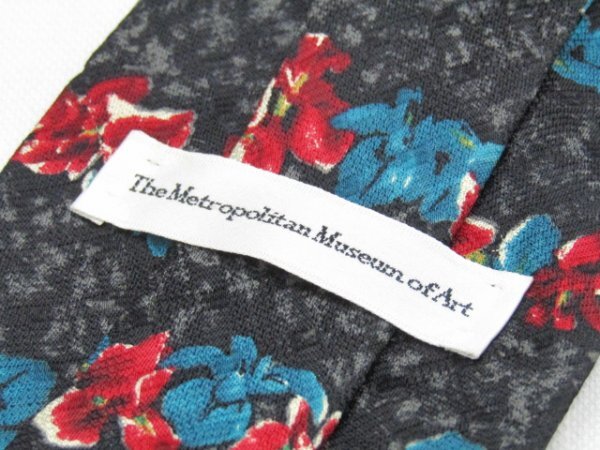 The Metropolitan Museum of Art